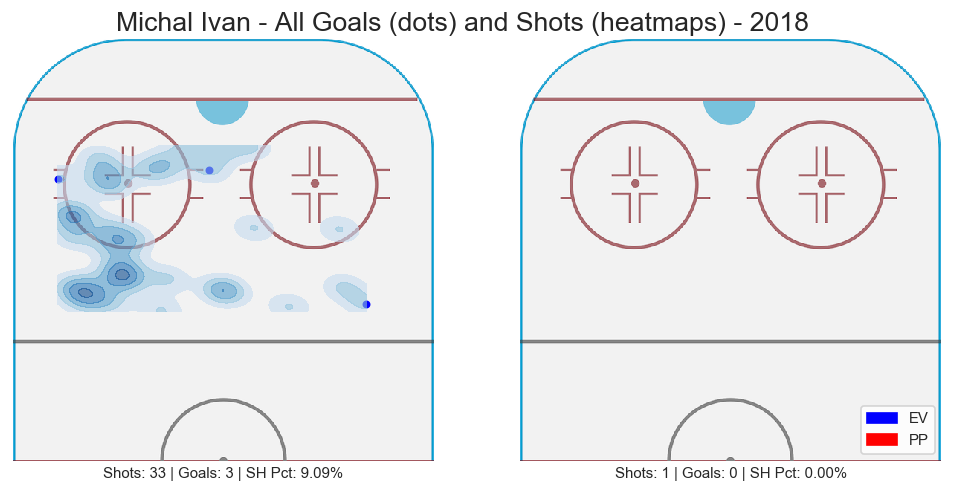 Michal Ivan - All Goals (dots) and Shots (heatmaps) - 2018
EV
PP
Shots: 33 | Goals: 3 | SH Pct: 9.09%
Shots: 1 | Goals: 0 | SH Pct: 0.00%